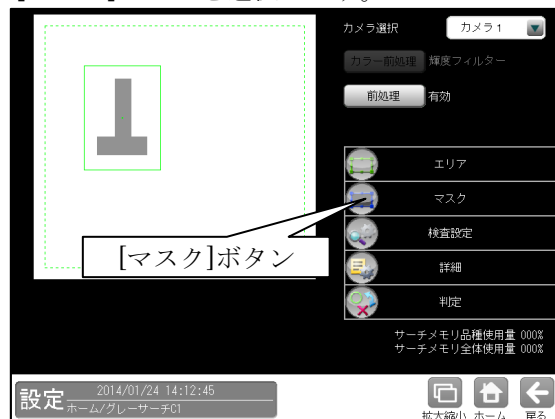 カメラ選択
カメラ1
カラー前処理
輝度フィルター
前処理
有効
エリア
マスク
検査設定
[マスク]ボタン
詳細
判定
サーチメモリ品種使用量 000%
サーチメモリ全体使用量 000%
設定
2014/01/24 14:12:45
ホーム/グレーサーチC1
拡大縮小
ホーム
戻る